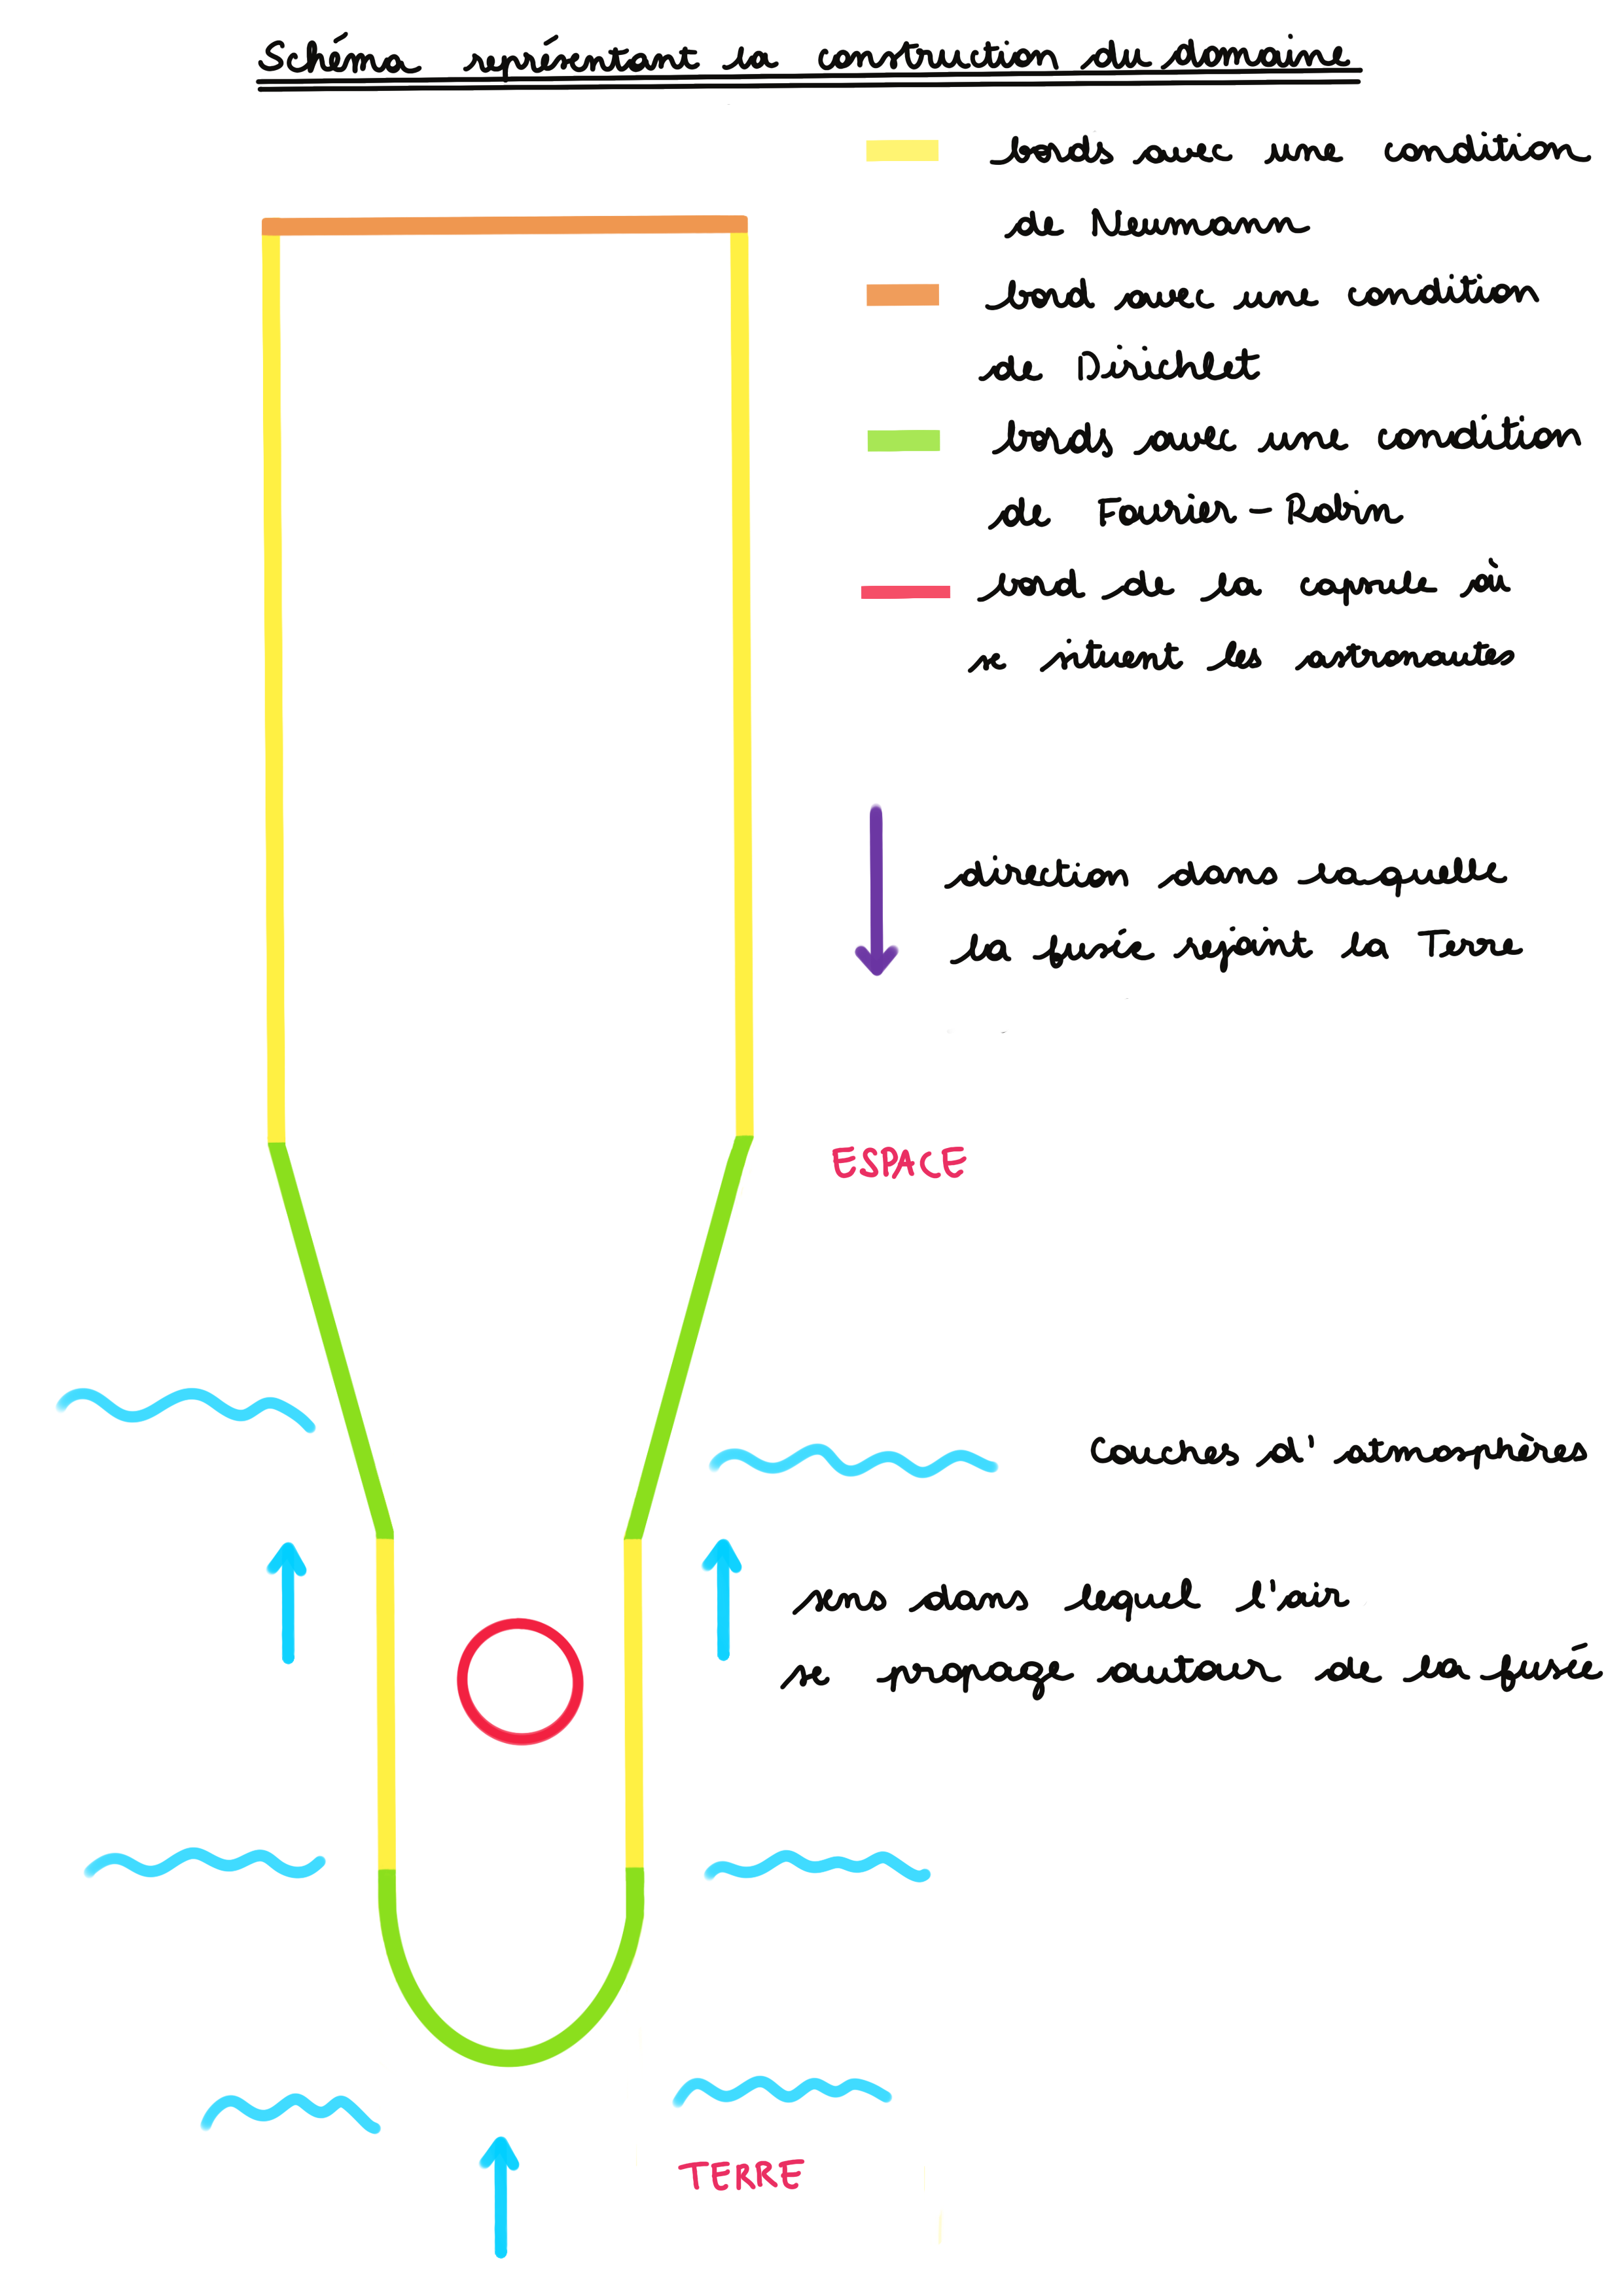 Schéma représentant la construction du domaine
bords avec une condition
de Neumann
bord avec une condition
de Dirichlet
bords avec une condition
de Fourier-Robin
bord de la capsule où
se situent les astronautes
direction dans laquelle
la fusée rejoint la Terre
ESPACE
Couches d'atmosphères
sens dans lequel l'air
se propage autour de la fusée
TERRE